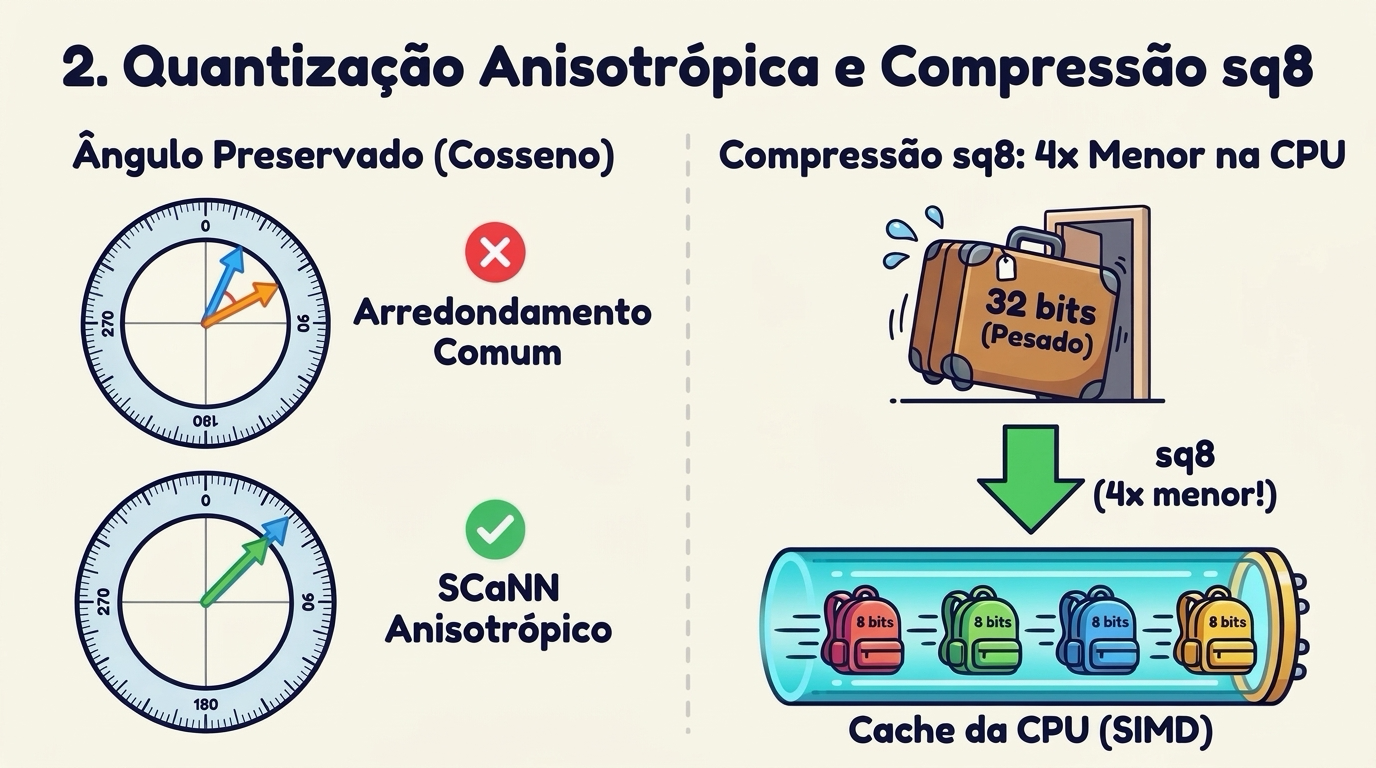 2. Quantização Anisotrópica e Compressão sq8
Ângulo Preservado (Cosseno)
0
90
180
270
Arredondamento
Comum
0
90
180
270
SCaNN
Anisotrópico
Compressão sq8: 4x Menor na CPU
32 bits
(Pesado)
sq8
(4x menor!)
8 bits
8 bits
8 bits
8 bits
Cache da CPU (SIMD)